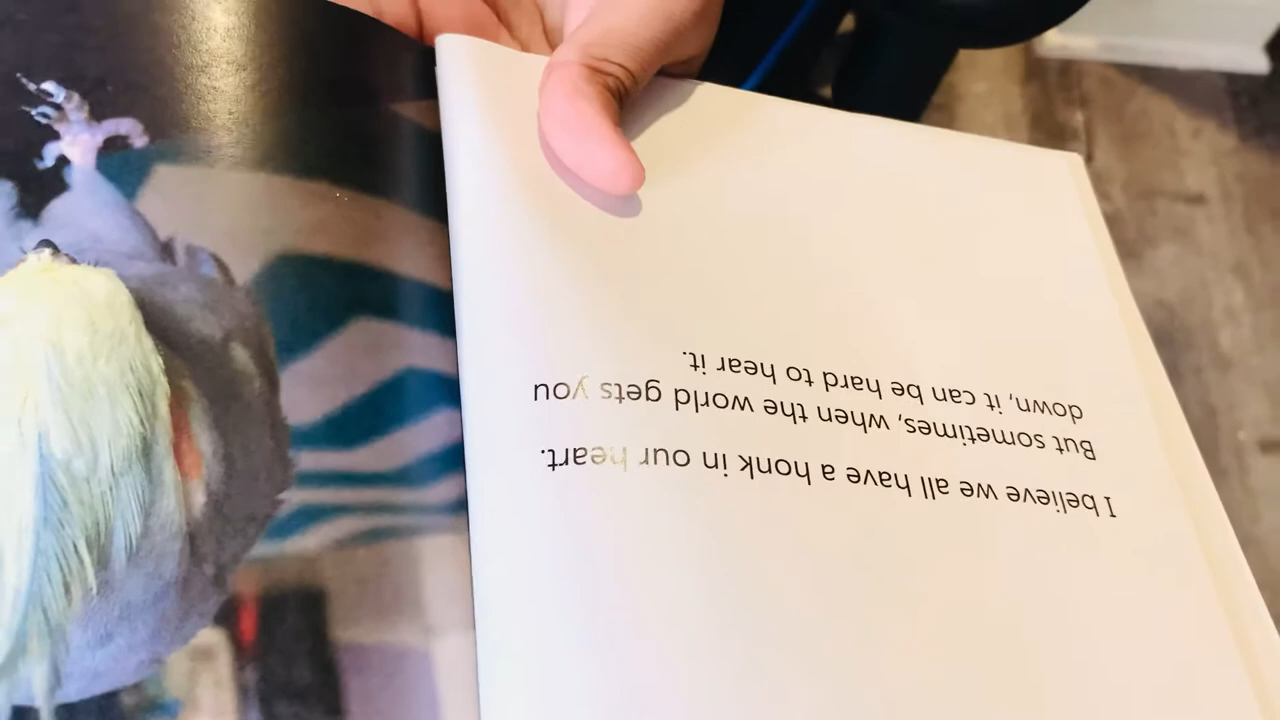 I believe we all have a honk in our heart.
But sometimes, when the world gets you
down, it can be hard to hear it.